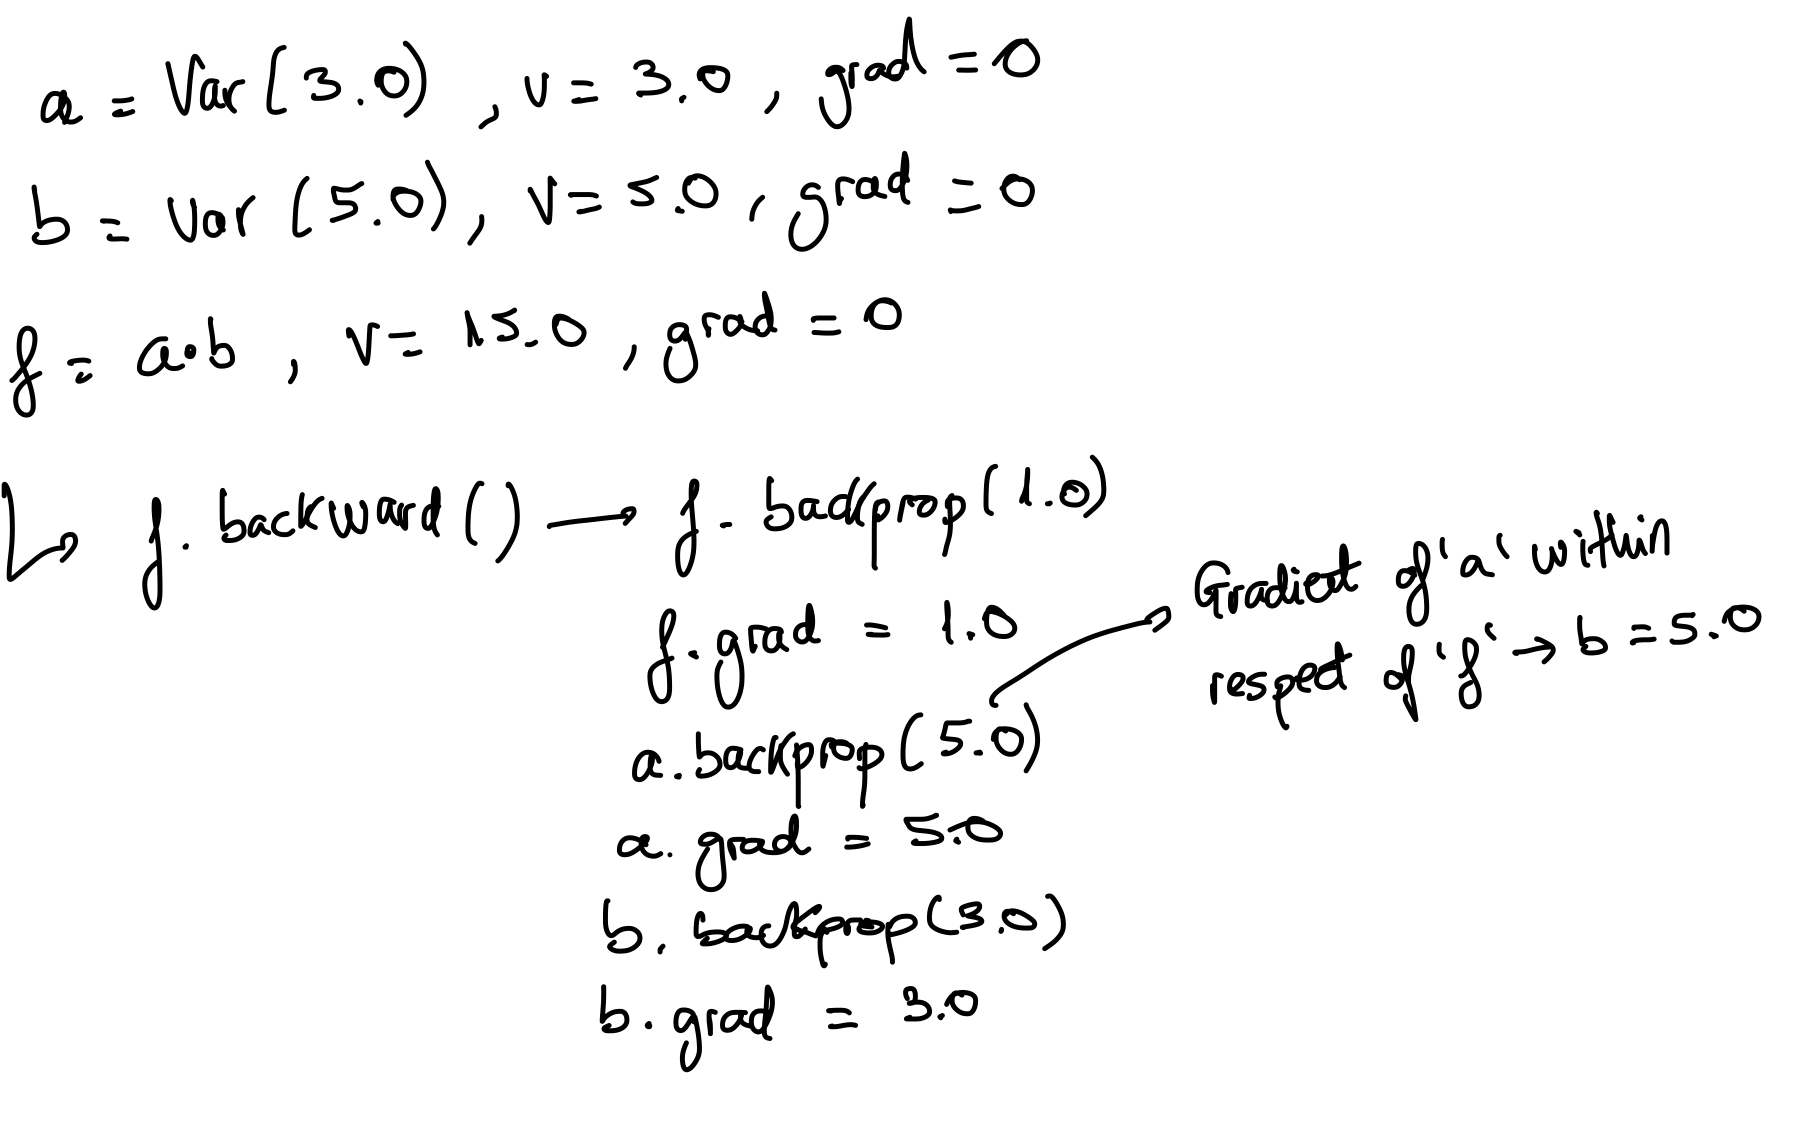 a = Var(3.0) , v = 3.0 , grad = 0
b = Var (5.0) , v = 5.0 , grad = 0
f = a•b , v = 15.0 , grad = 0
↳ f. backward () → f. backprop (1.0)
f. grad = 1.0
a. backprop (5.0)
→ Gradient of 'a' within
respect of 'f' → b = 5.0
a. grad = 5.0
b. backprop (3.0)
b. grad = 3.0